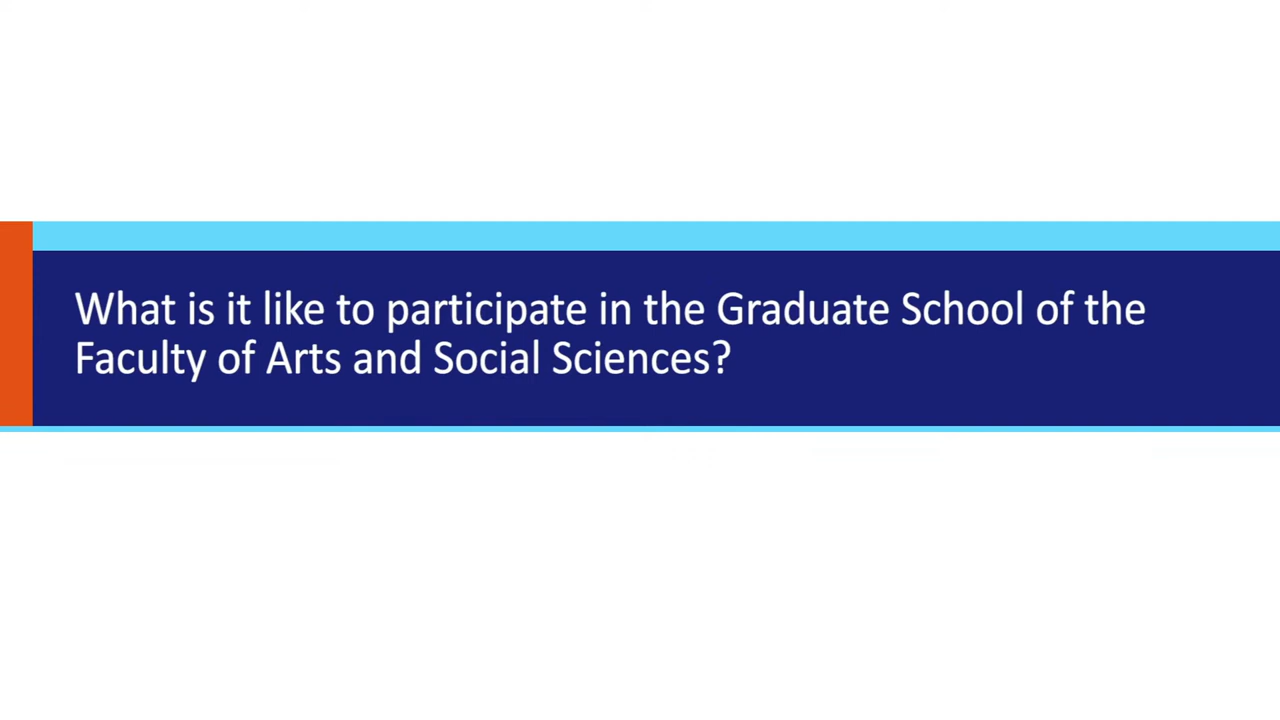 What is it like to participate in the Graduate School of the
Faculty of Arts and Social Sciences?